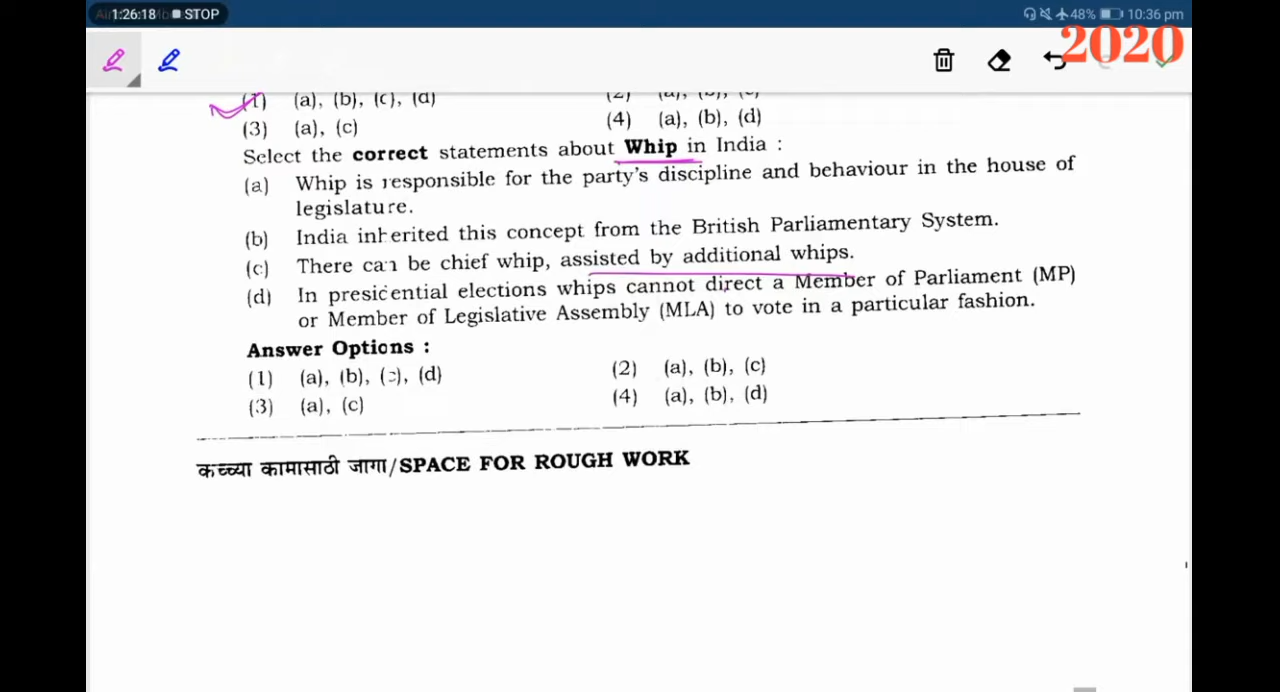 1:26:18 STOP
48% 10:36 pm
2020
(1) (a), (b), (c), (d)
(2) (a), (b), (c)
(3) (a), (c)
(4) (a), (b), (d)
Select the correct statements about Whip in India :
(a) Whip is responsible for the party's discipline and behaviour in the house of
legislature.
(b) India inherited this concept from the British Parliamentary System.
(c) There can be chief whip, assisted by additional whips.
(d) In presidential elections whips cannot direct a Member of Parliament (MP)
or Member of Legislative Assembly (MLA) to vote in a particular fashion.
Answer Options :
(1) (a), (b), (c), (d)
(2) (a), (b), (c)
(3) (a), (c)
(4) (a), (b), (d)
कच्च्या कामासाठी जागा/SPACE FOR ROUGH WORK